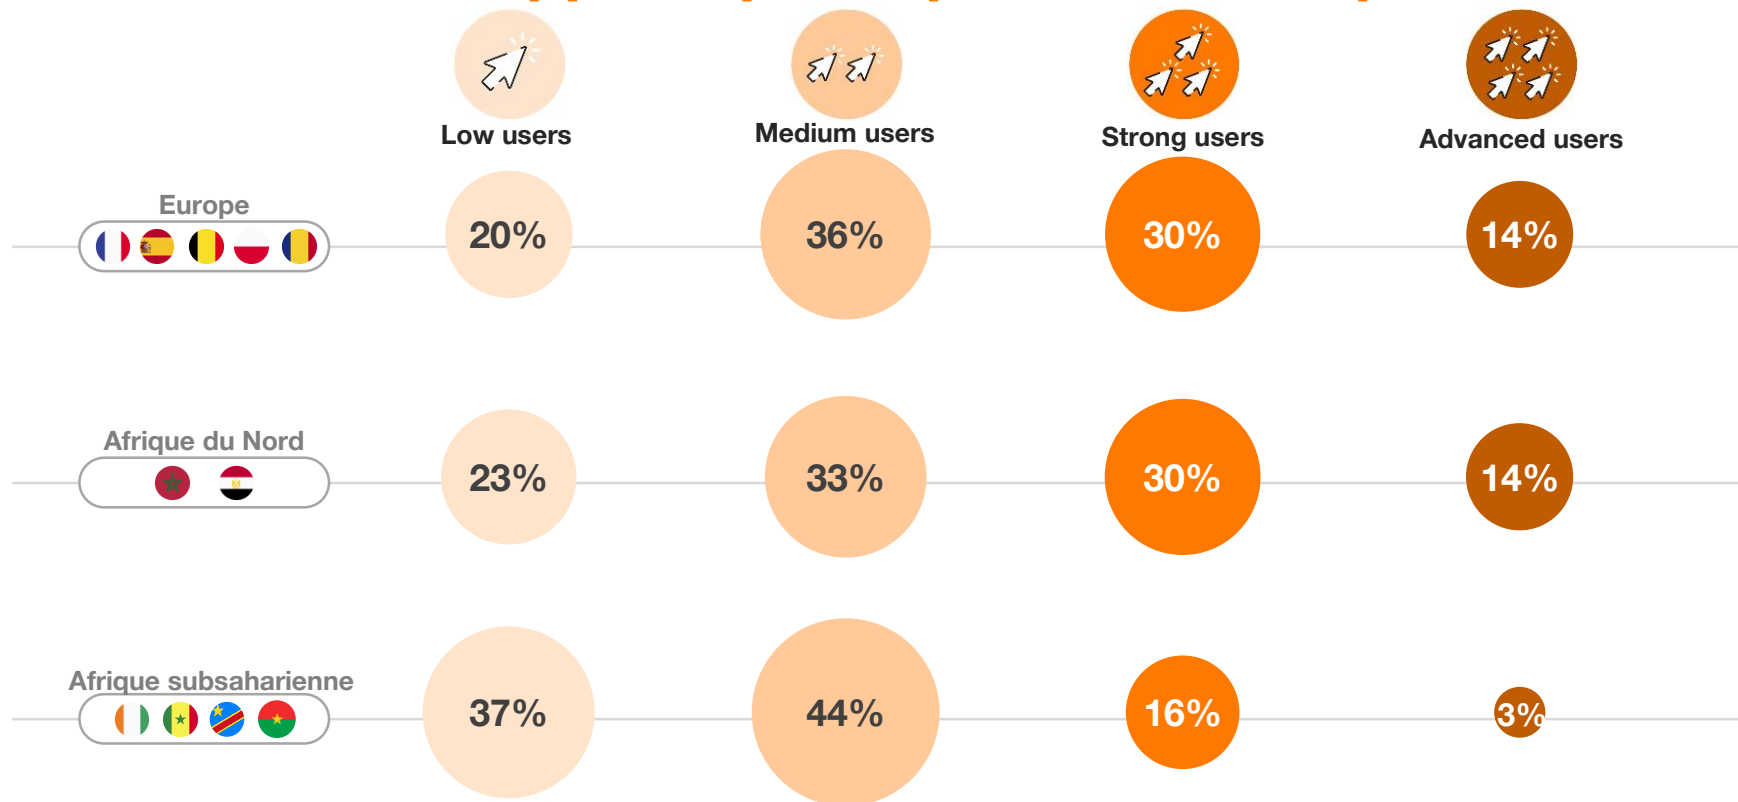 Low users
Medium users
Strong users
Advanced users
Europe
20%
36%
30%
14%
Afrique du Nord
23%
33%
30%
14%
Afrique subsaharienne
37%
44%
16%
3%